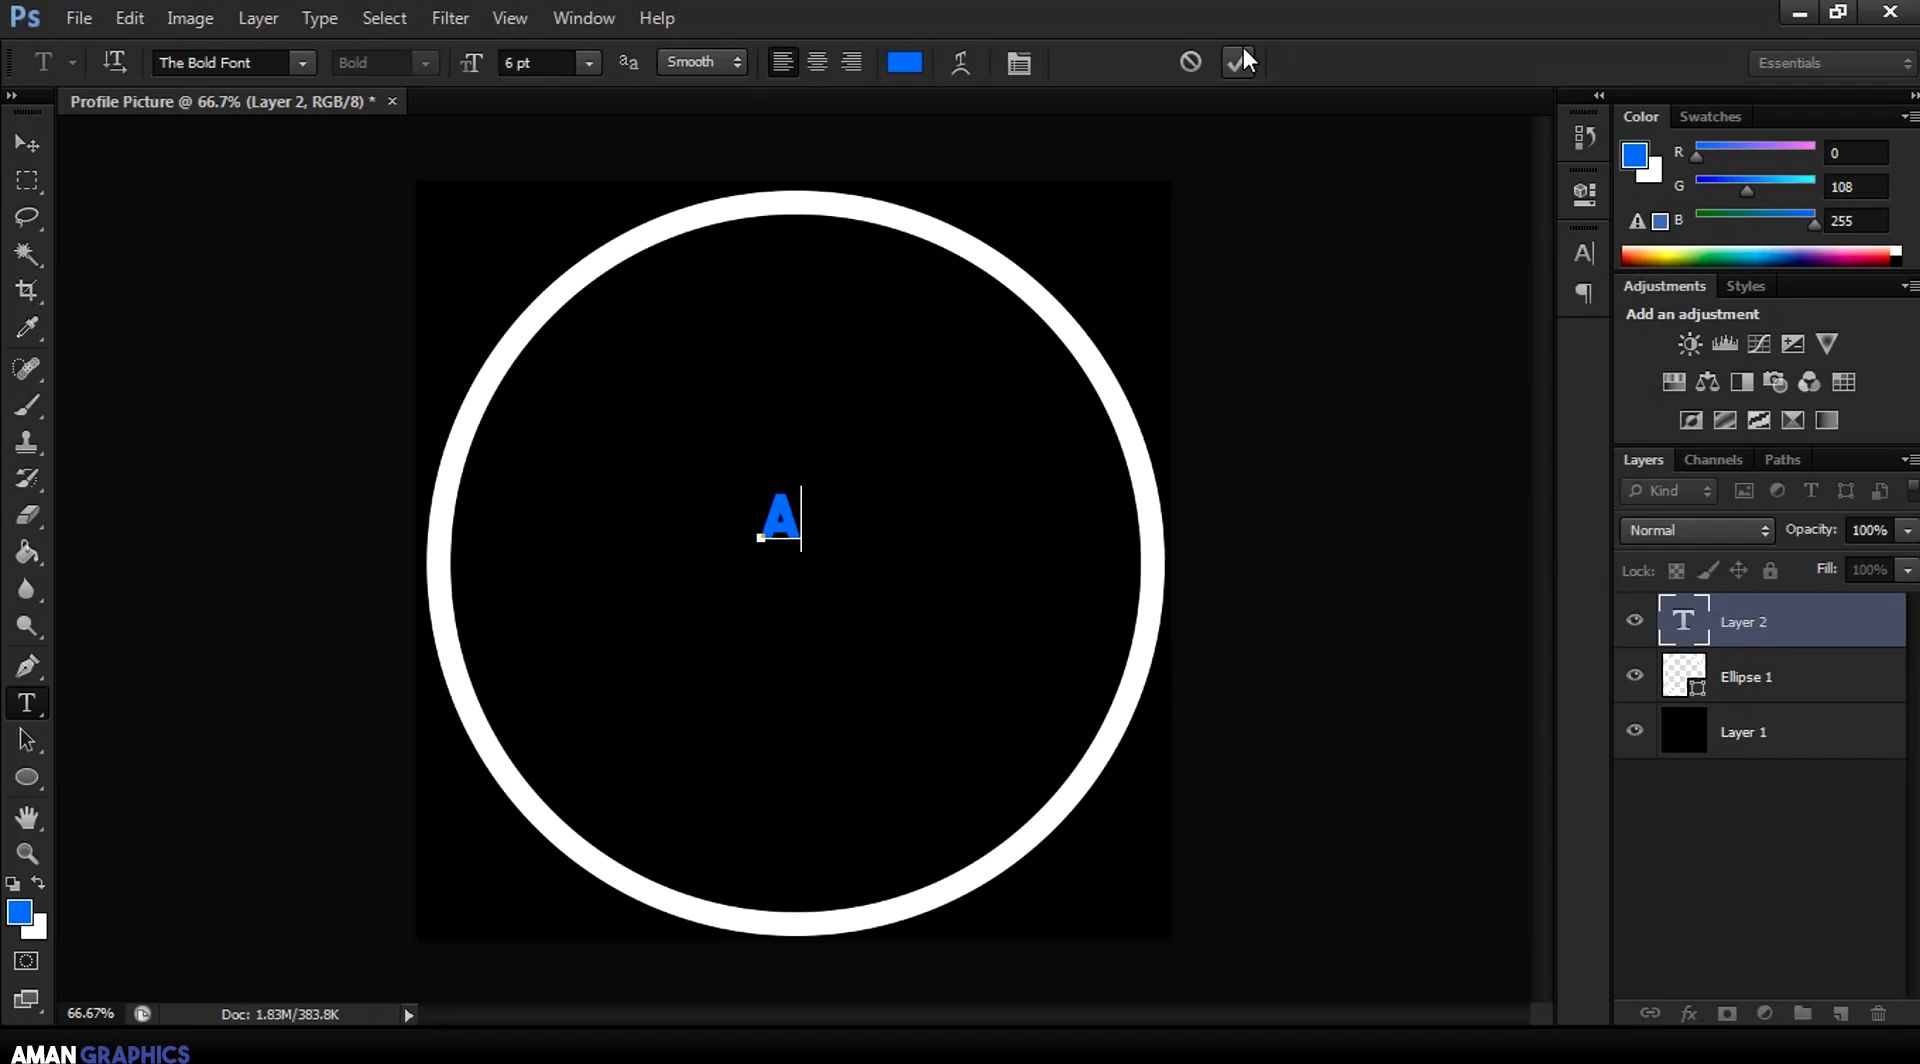 Ps File Edit Image Layer Type Select Filter View Window Help
T The Bold Font Bold 6 pt aa Smooth Essentials
Profile Picture @ 66.7% (Layer 2, RGB/8) * ×
Color Swatches
R 0
G 108
B 255
A
Adjustments Styles
Add an adjustment
Layers Channels Paths
Kind T
Normal Opacity: 100%
Lock: Fill: 100%
T Layer 2
Ellipse 1
Layer 1
A
T
66.67% Doc: 1.83M/383.8K fx
AMAN GRAPHICS